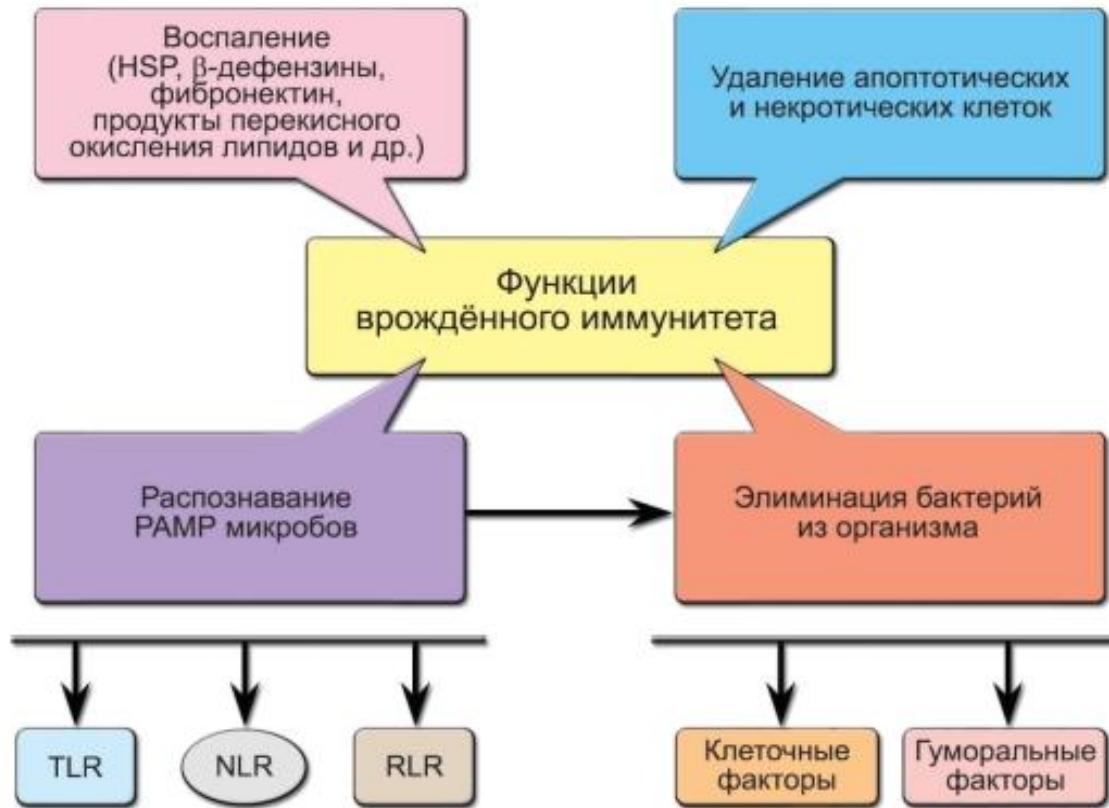 Воспаление
(HSP, β-дефензины,
фибронектин,
продукты перекисного
окисления липидов и др.)
Удаление апоптотических
и некротических клеток
Функции
врождённого иммунитета
Распознавание
PAMP микробов
Элиминация бактерий
из организма
TLR
NLR
RLR
Клеточные
факторы
Гуморальные
факторы